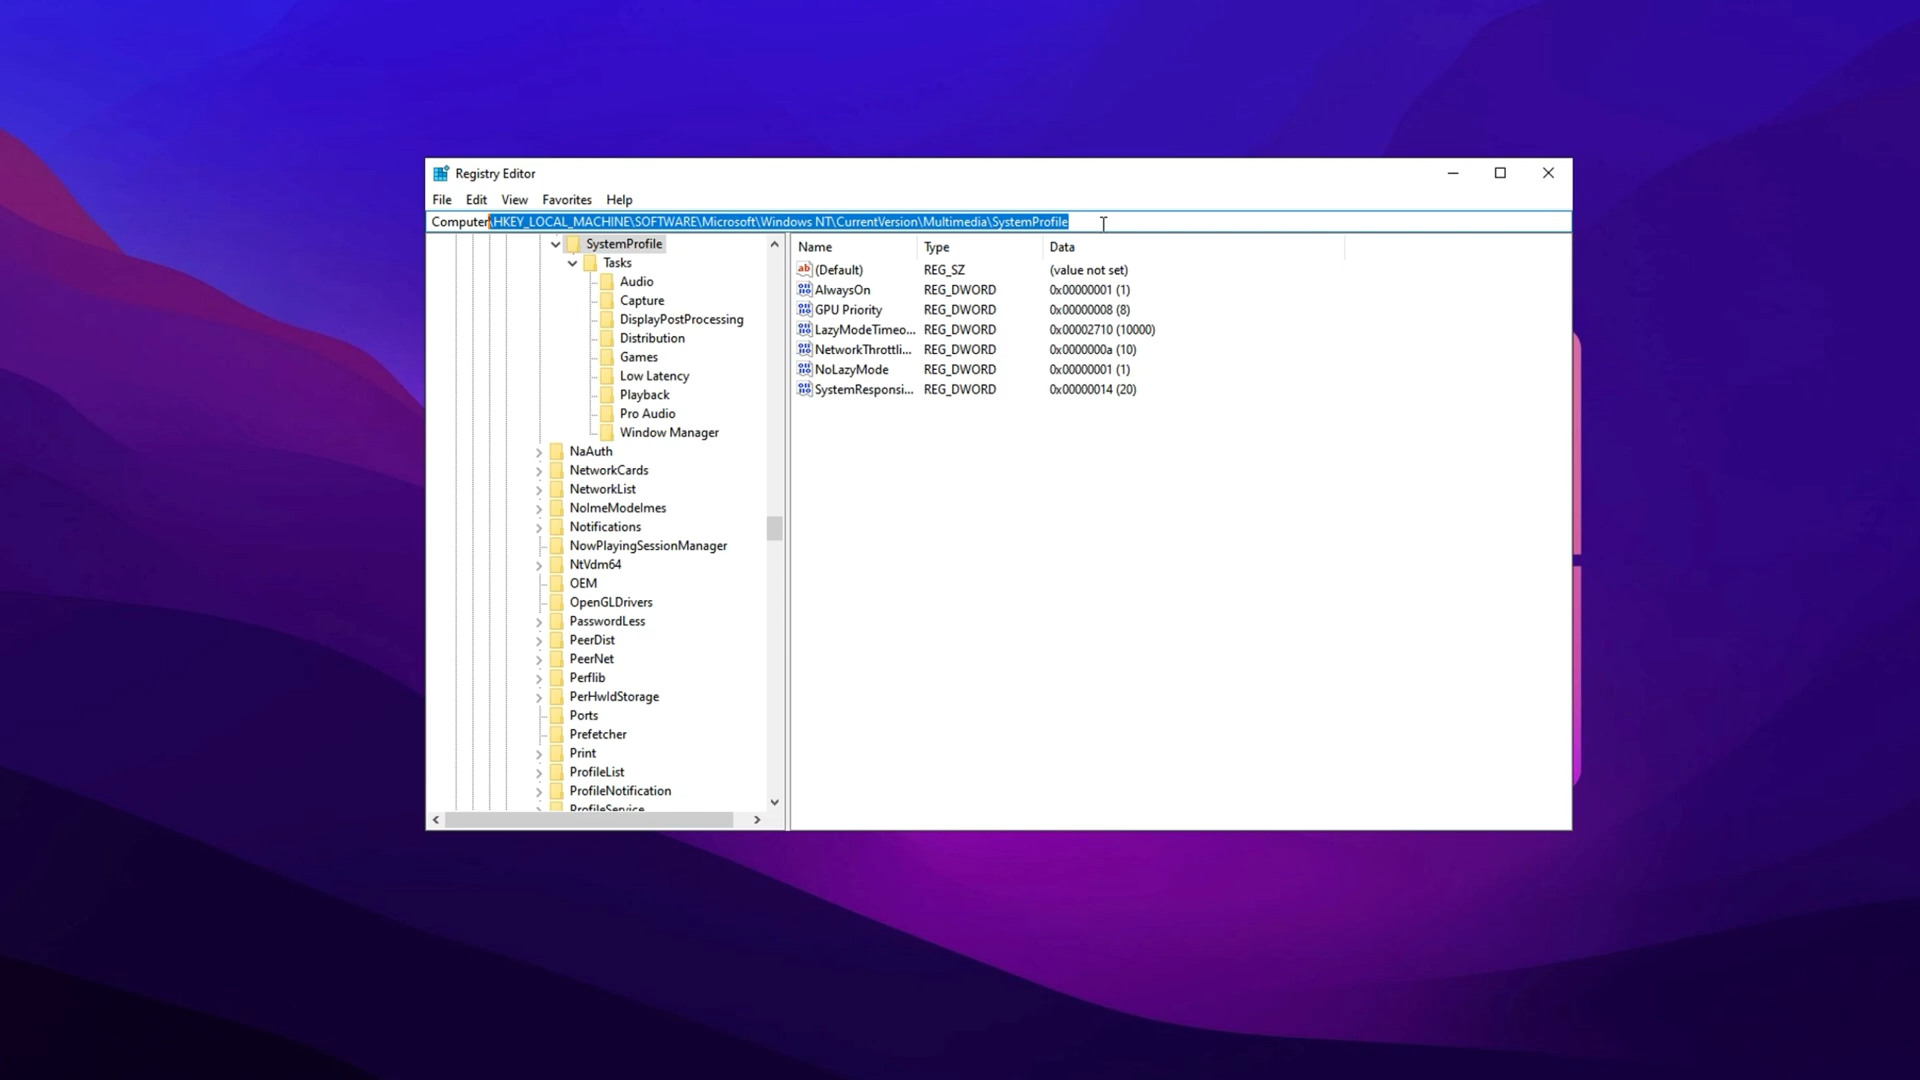 Registry Editor
File Edit View Favorites Help
Computer\HKEY_LOCAL_MACHINE\SOFTWARE\Microsoft\Windows NT\CurrentVersion\Multimedia\SystemProfile
SystemProfile
Tasks
Audio
Capture
DisplayPostProcessing
Distribution
Games
Low Latency
Playback
Pro Audio
Window Manager
NaAuth
NetworkCards
NetworkList
NoImeModeImes
Notifications
NowPlayingSessionManager
NtVdm64
OEM
OpenGLDrivers
PasswordLess
PeerDist
PeerNet
Perflib
PerHwIdStorage
Ports
Prefetcher
Print
ProfileList
ProfileNotification
ProfileService
Name Type Data
(Default) REG_SZ (value not set)
AlwaysOn REG_DWORD 0x00000001 (1)
GPU Priority REG_DWORD 0x00000008 (8)
LazyModeTimeo... REG_DWORD 0x00002710 (10000)
NetworkThrottli... REG_DWORD 0x0000000a (10)
NoLazyMode REG_DWORD 0x00000001 (1)
SystemResponsi... REG_DWORD 0x00000014 (20)